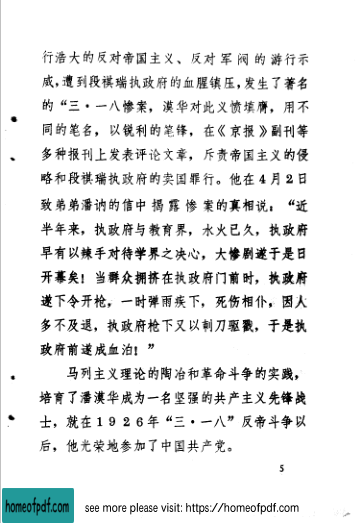 行浩大的反对帝国主义、反对军阀的游行示
威，遭到段棋瑞执政府的血腥镇压，发生了著名
的“三·一八惨案，漠华对此义愤填膺，用不
同的笔名，以锐利的笔锋，在《京报》副刊等
多种报刊上发表评论文章，斥责帝国主义的侵
略和段棋瑞执政府的卖国罪行。他在4月2日
致弟弟潘讷的信中揭露惨案的真相说：“近
半年来，执政府与教育界，水火已久，执政府
早有以辣手对待学界之决心，大惨剧遂于是日
开幕矣！当群众拥挤在执政府门前时，执政府
遂下令开枪，一时弹雨疾下，死伤相仆，因人
多不及退，执政府枪下又以刺刀驱戳，于是执
政府前遂成血泊！”
马列主义理论的陶冶和革命斗争的实践，
培育了潘漠华成为一名坚强的共产主义先锋战
士，就在1926年“三·一八”反帝斗争以
后，他光荣地参加了中国共产党。
5
homeofpdf.com
see more please visit: https://homeofpdf.com